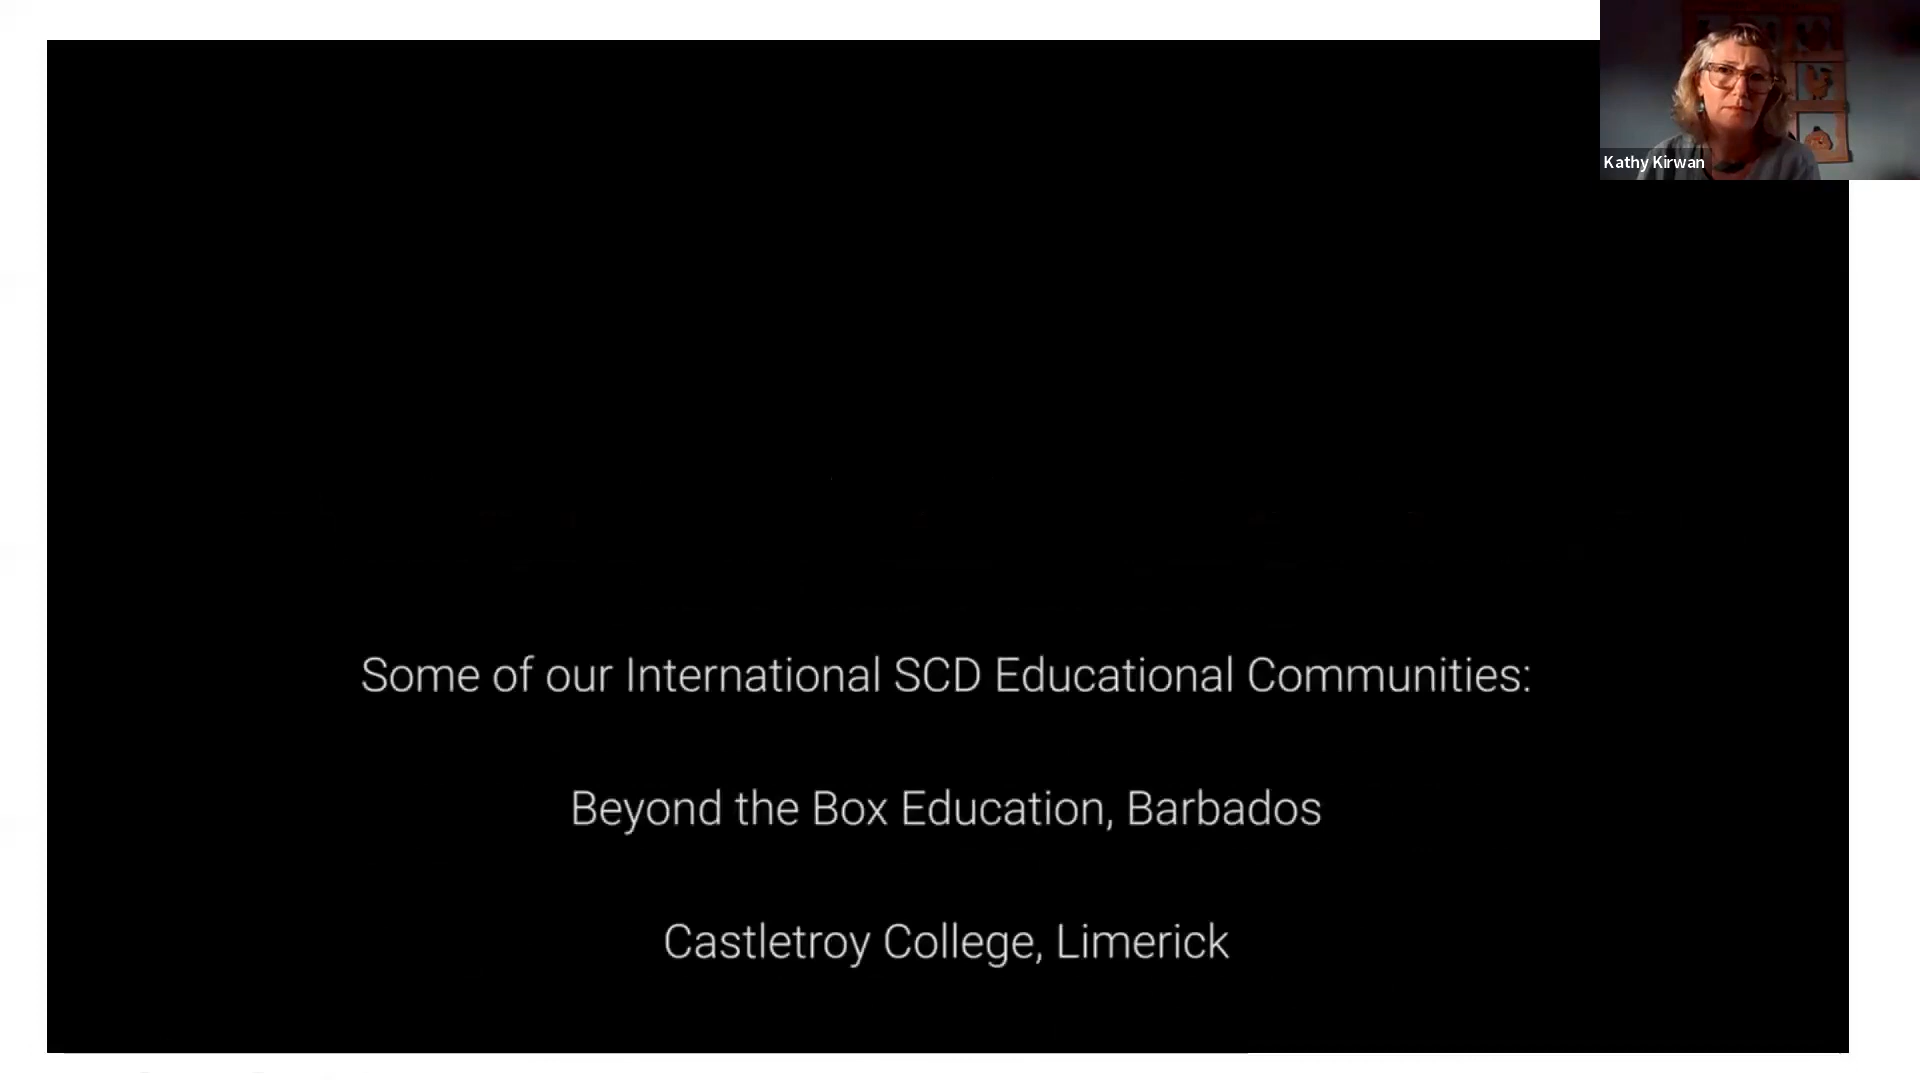 Kathy Kirwan
Some of our International SCD Educational Communities:
Beyond the Box Education, Barbados
Castletroy College, Limerick